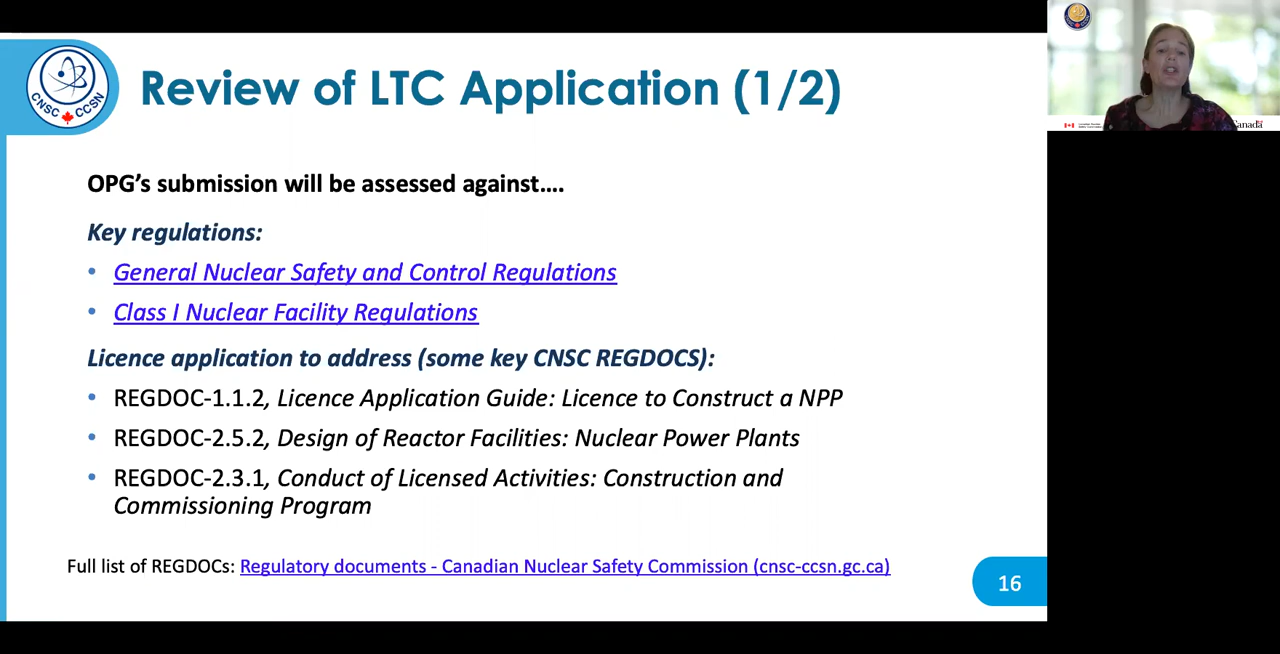 CNSC CCSN
Review of LTC Application (1/2)
OPG’s submission will be assessed against….
Key regulations:
• General Nuclear Safety and Control Regulations
• Class I Nuclear Facility Regulations
Licence application to address (some key CNSC REGDOCS):
• REGDOC-1.1.2, Licence Application Guide: Licence to Construct a NPP
• REGDOC-2.5.2, Design of Reactor Facilities: Nuclear Power Plants
• REGDOC-2.3.1, Conduct of Licensed Activities: Construction and
Commissioning Program
Full list of REGDOCs: Regulatory documents - Canadian Nuclear Safety Commission (cnsc-ccsn.gc.ca)
16